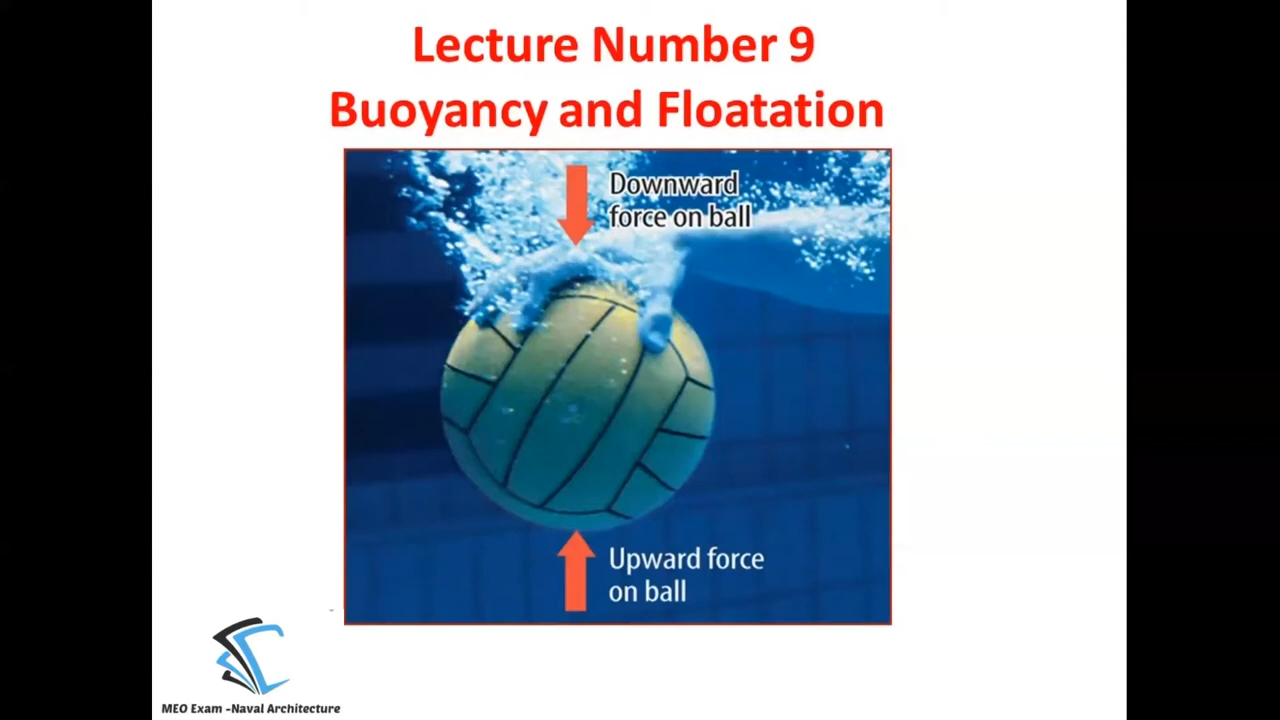 Lecture Number 9
Buoyancy and Floatation
Downward
force on ball
Upward force
on ball
MEO Exam -Naval Architecture